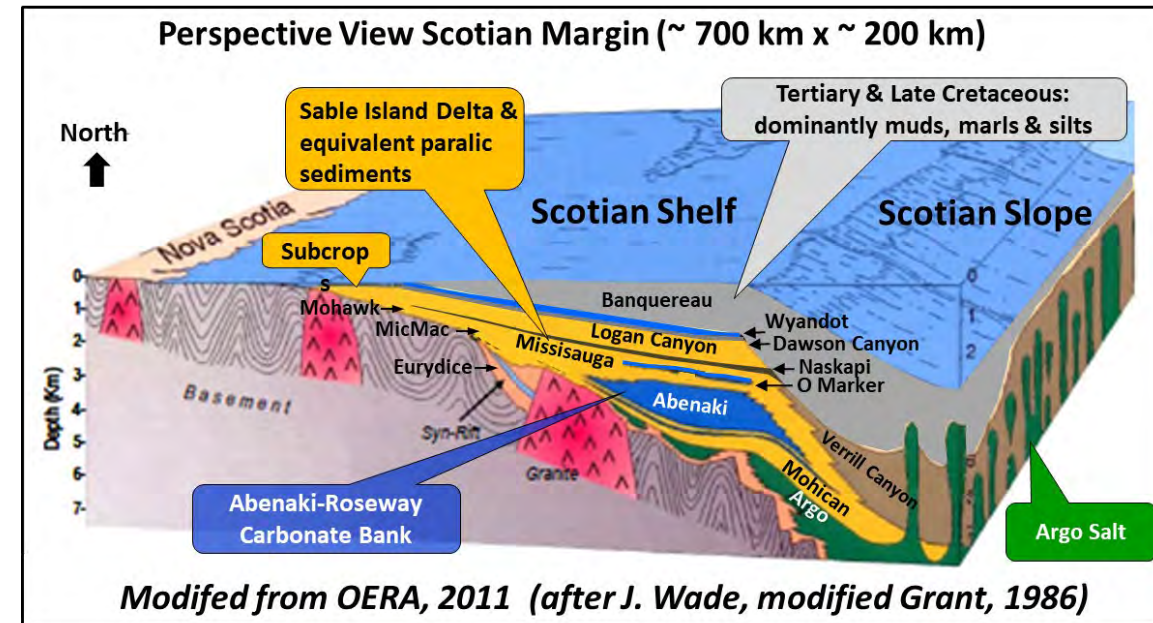 Perspective View Scotian Margin (~ 700 km x ~ 200 km)
North
Sable Island Delta &
equivalent paralic
sediments
Tertiary & Late Cretaceous:
dominantly muds, marls & silts
Nova Scotia
Scotian Shelf
Scotian Slope
Subcrop
S
Mohawk
MicMac
Eurydice
Banquereau
Logan Canyon
Missisauga
Wyandot
Dawson Canyon
Naskapi
O Marker
Abenaki
Basement
Syn-Rift
Granite
Mohican
Argo
Verrill Canyon
Depth (Km)
0
1
2
3
4
5
6
7
0
1
2
Abenaki-Roseway
Carbonate Bank
Argo Salt
Modifed from OERA, 2011 (after J. Wade, modified Grant, 1986)